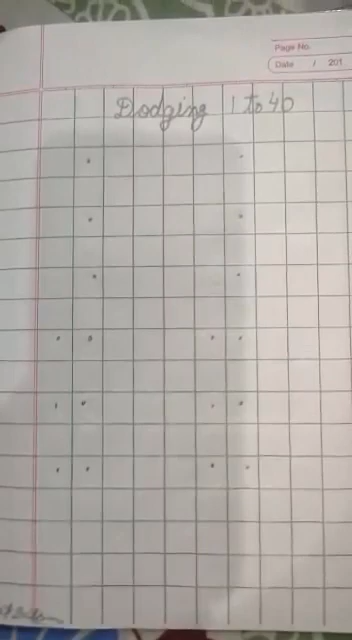 Page No.
Date / 201
Dodging 1 to 40